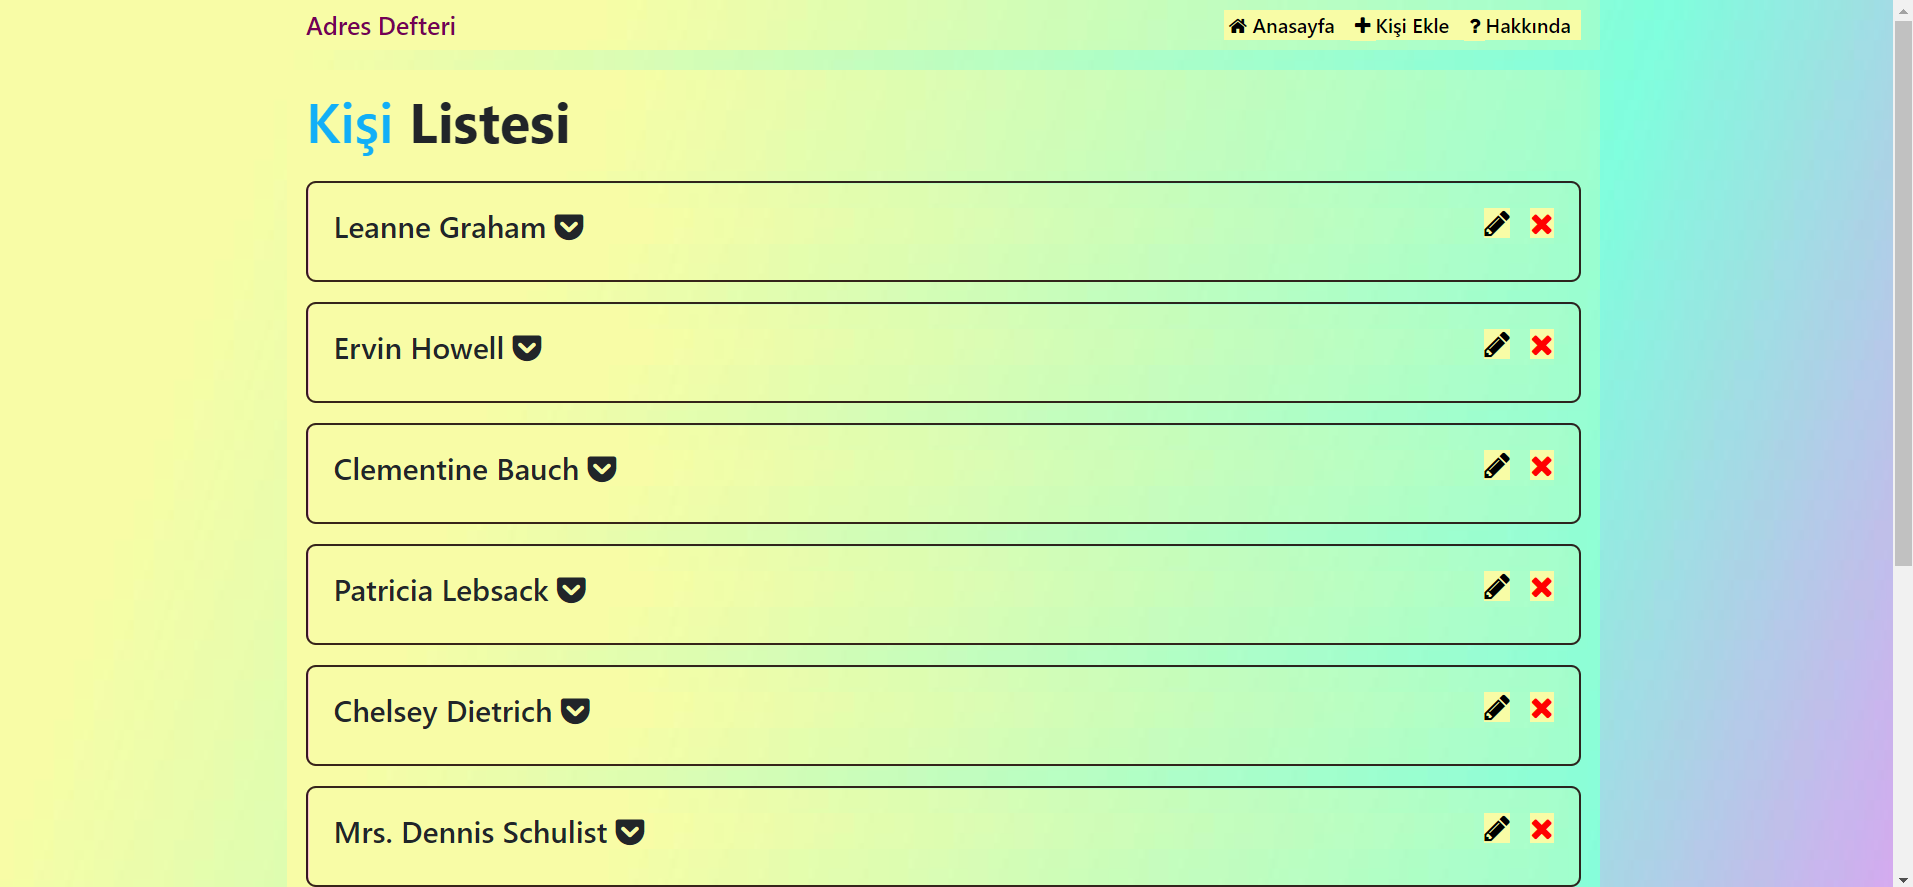 Adres Defteri
Anasayfa Kişi Ekle ? Hakkında
Kişi Listesi
Leanne Graham
Ervin Howell
Clementine Bauch
Patricia Lebsack
Chelsey Dietrich
Mrs. Dennis Schulist